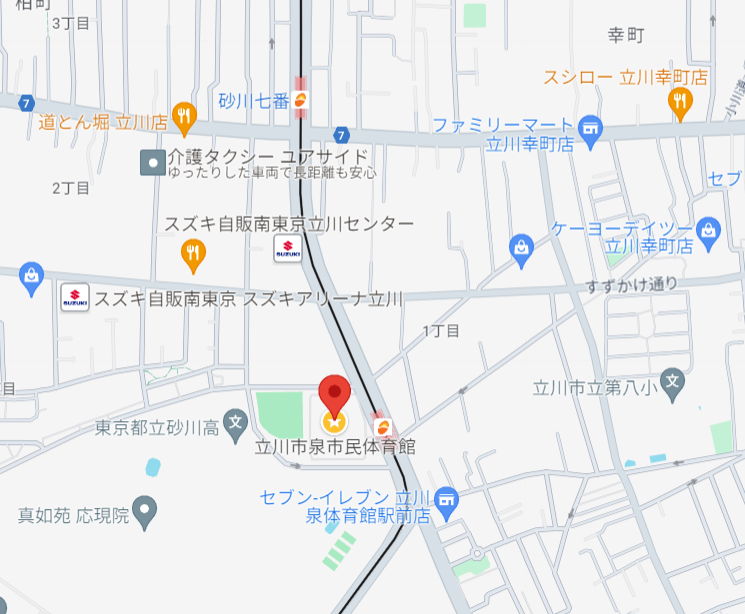 柏町
3丁目
幸町
スシロー 立川幸町店
砂川七番
7
道とん堀 立川店
7
ファミリーマート
立川幸町店
介護タクシー ユアサイド
ゆったりした車両で長距離も安心
2丁目
セブ
スズキ自販南東京立川センター
SUZUKI
ケーヨーデイツー
立川幸町店
すずかけ通り
SUZUKI
スズキ自販南東京 スズキアリーナ立川
1丁目
目
立川市立第八小
文
東京都立砂川高
文
立川市泉市民体育館
セブン-イレブン 立川
泉体育館駅前店
真如苑 応現院